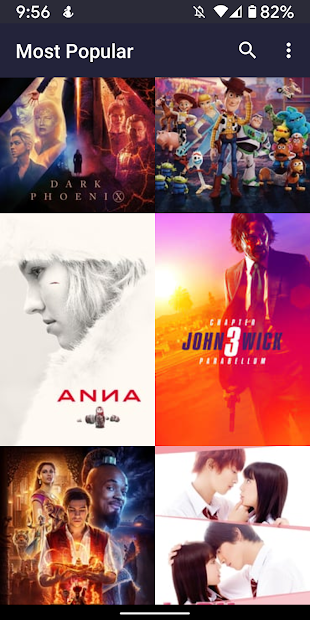 9:56
82%
Most Popular
DARK
PHOENIX
ANNA
CHAPTER
JOHN 3 WICK
PARABELLUM